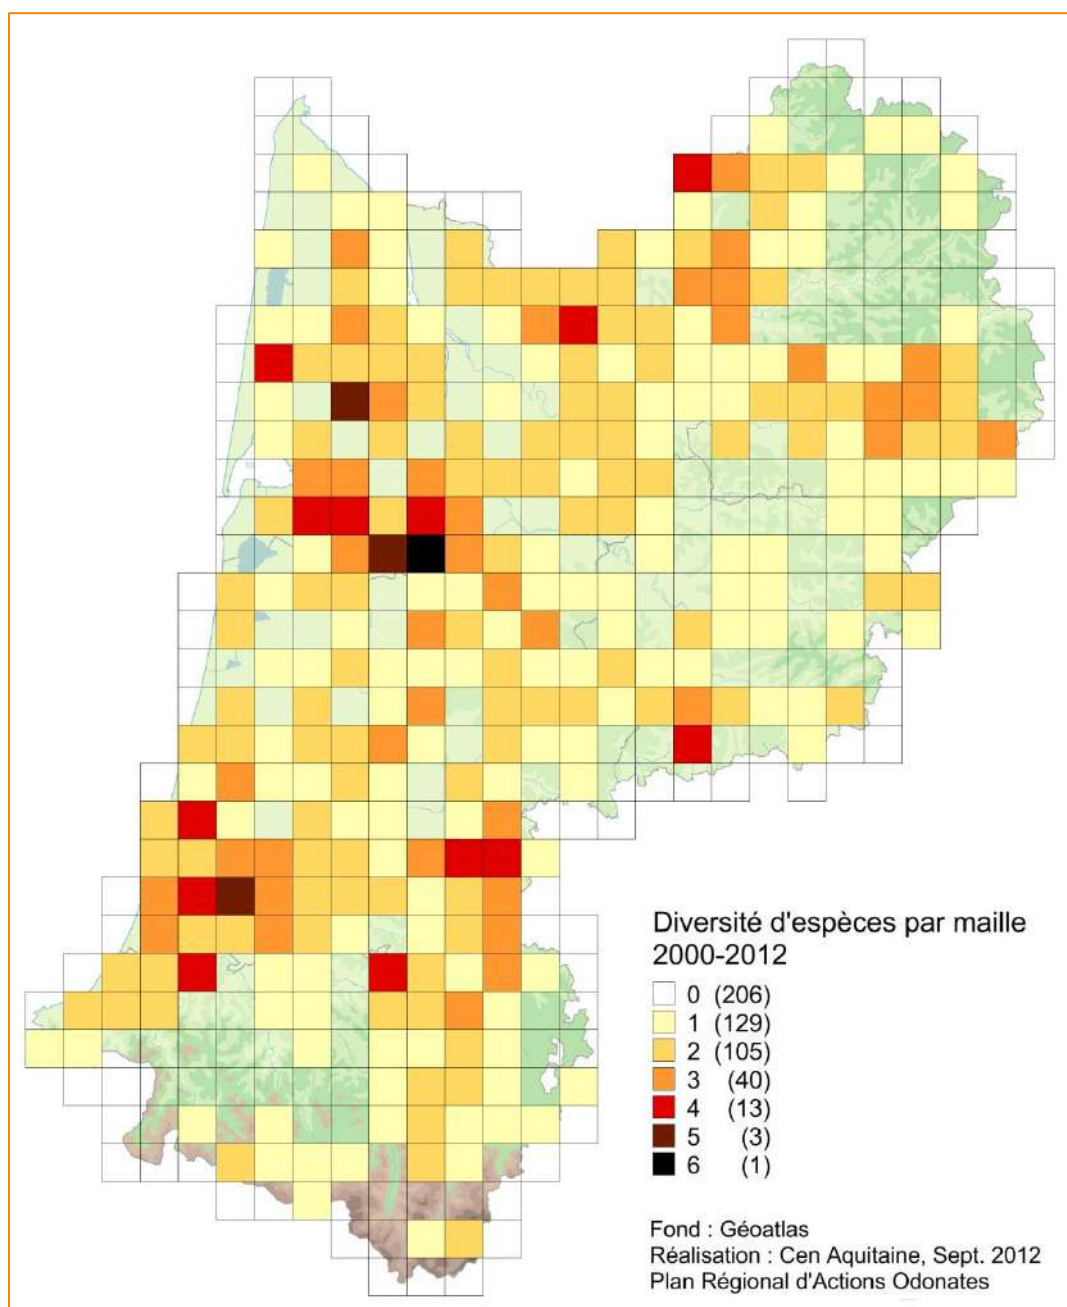 Diversité d'espèces par maille
2000-2012
0 (206)
1 (129)
2 (105)
3 (40)
4 (13)
5 (3)
6 (1)
Fond : Géoatlas
Réalisation : Cen Aquitaine, Sept. 2012
Plan Régional d'Actions Odonates